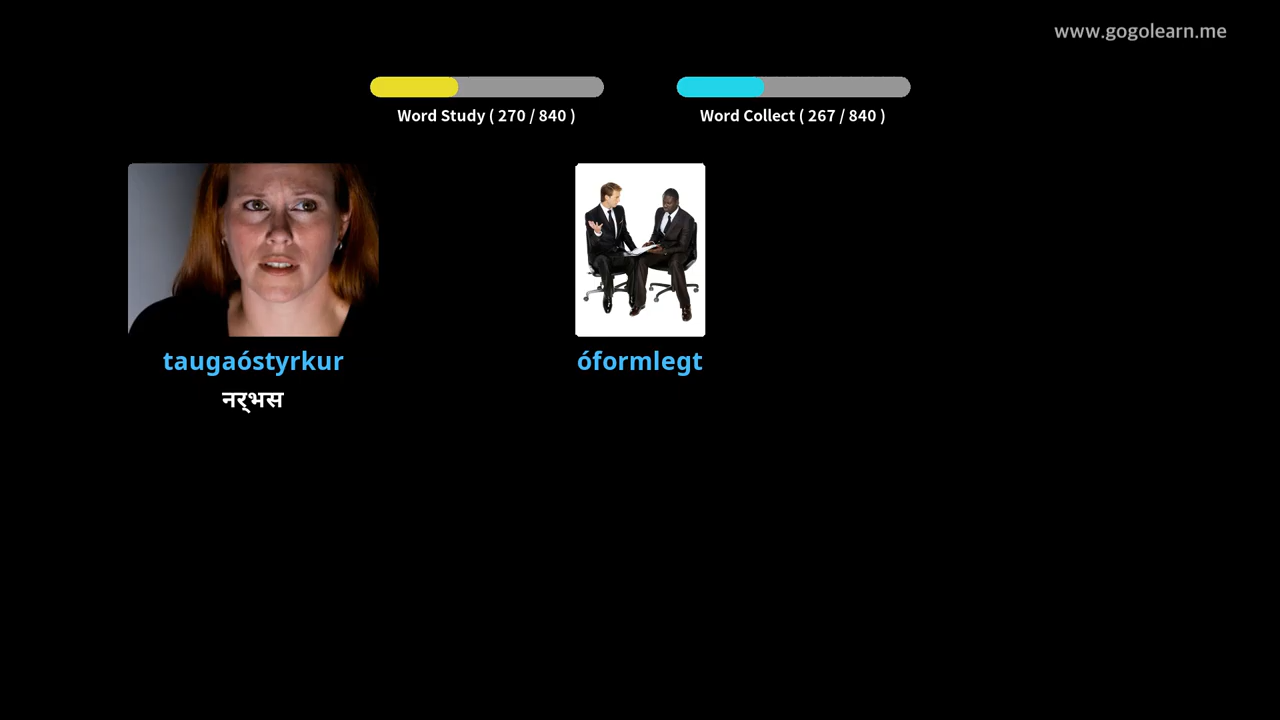 www.gogolearn.me
Word Study ( 270 / 840 )
Word Collect ( 267 / 840 )
taugaóstyrkur
नर्भस
óformlegt